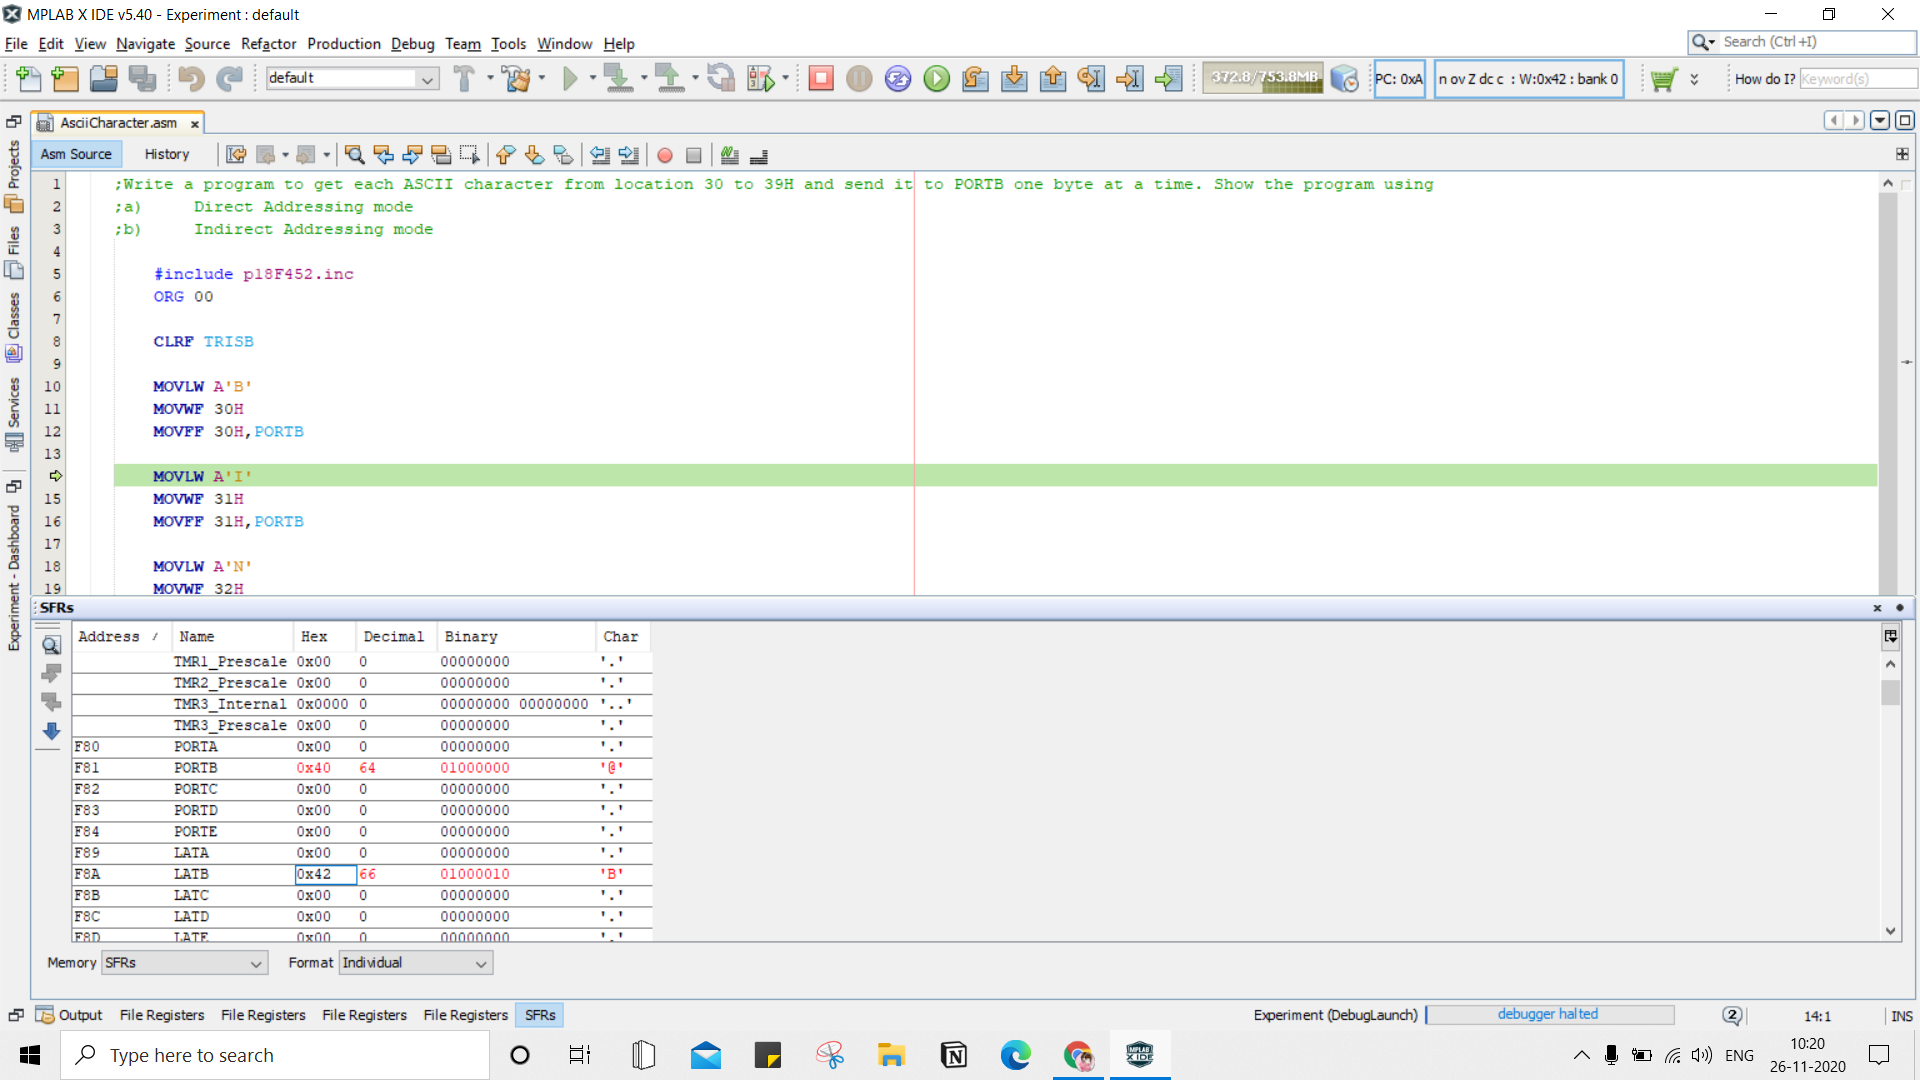 MPLAB X IDE v5.40 - Experiment : default
File Edit View Navigate Source Refactor Production Debug Team Tools Window Help
Search (Ctrl+I)
default
372.8/753.8MB
PC: 0xA
n ov Z dc c : W:0x42 : bank 0
How do I? Keyword(s)
AsciiCharacter.asm
Asm Source History
Projects
Files
Classes
Services
Experiment - Dashboard
1 ;Write a program to get each ASCII character from location 30 to 39H and send it to PORTB one byte at a time. Show the program using
2 ;a) Direct Addressing mode
3 ;b) Indirect Addressing mode
4
5 #include p18F452.inc
6 ORG 00
7
8 CLRF TRISB
9
10 MOVLW A'B'
11 MOVWF 30H
12 MOVFF 30H,PORTB
13
MOVLW A'I'
15 MOVWF 31H
16 MOVFF 31H,PORTB
17
18 MOVLW A'N'
19 MOVWF 32H
SFRs
Address / Name Hex Decimal Binary Char
TMR1_Prescale 0x00 0 00000000 '.'
TMR2_Prescale 0x00 0 00000000 '.'
TMR3_Internal 0x0000 0 00000000 00000000 '..'
TMR3_Prescale 0x00 0 00000000 '.'
F80 PORTA 0x00 0 00000000 '.'
F81 PORTB 0x40 64 01000000 '@'
F82 PORTC 0x00 0 00000000 '.'
F83 PORTD 0x00 0 00000000 '.'
F84 PORTE 0x00 0 00000000 '.'
F89 LATA 0x00 0 00000000 '.'
F8A LATB 0x42 66 01000010 'B'
F8B LATC 0x00 0 00000000 '.'
F8C LATD 0x00 0 00000000 '.'
F8D LATE 0x00 0 00000000 '.'
Memory SFRs Format Individual
Output File Registers File Registers File Registers File Registers SFRs
Experiment (DebugLaunch) debugger halted 2 14:1 INS
Type here to search
N
MPLAB X IDE
ENG
10:20
26-11-2020